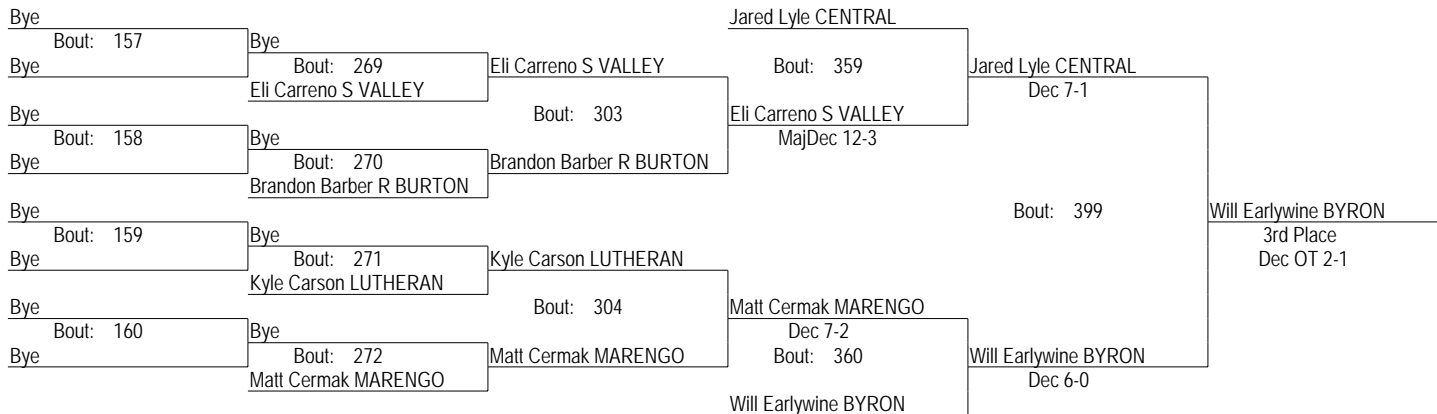 Bye Jared Lyle CENTRAL
Bout: 157 Bye
Bye Bout: 269 Eli Carreno S VALLEY Bout: 359 Jared Lyle CENTRAL
Eli Carreno S VALLEY Dec 7-1
Bye Bout: 303 Eli Carreno S VALLEY
Bout: 158 Bye MajDec 12-3
Bye Bout: 270 Brandon Barber R BURTON
Brandon Barber R BURTON
Bye Bout: 399 Will Earlywine BYRON
Bout: 159 Bye 3rd Place
Bye Bout: 271 Kyle Carson LUTHERAN Dec OT 2-1
Kyle Carson LUTHERAN
Bye Bout: 304 Matt Cermak MARENGO
Bout: 160 Bye Dec 7-2
Bye Bout: 272 Matt Cermak MARENGO Bout: 360 Will Earlywine BYRON
Matt Cermak MARENGO Dec 6-0
Will Earlywine BYRON